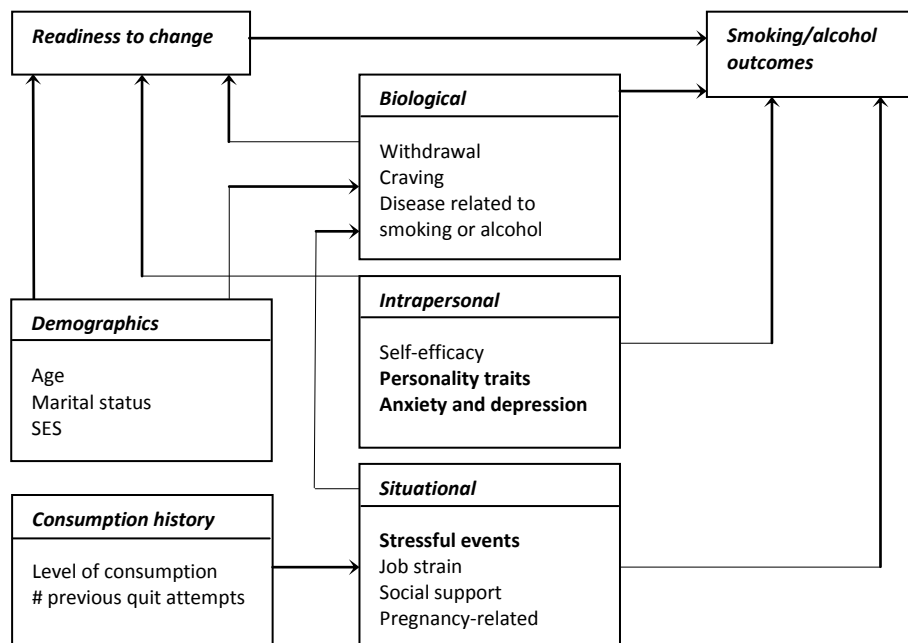 Readiness to change
Smoking/alcohol
outcomes
Biological
Withdrawal
Craving
Disease related to
smoking or alcohol
Intrapersonal
Self-efficacy
Personality traits
Anxiety and depression
Demographics
Age
Marital status
SES
Situational
Stressful events
Job strain
Social support
Pregnancy-related
Consumption history
Level of consumption
# previous quit attempts